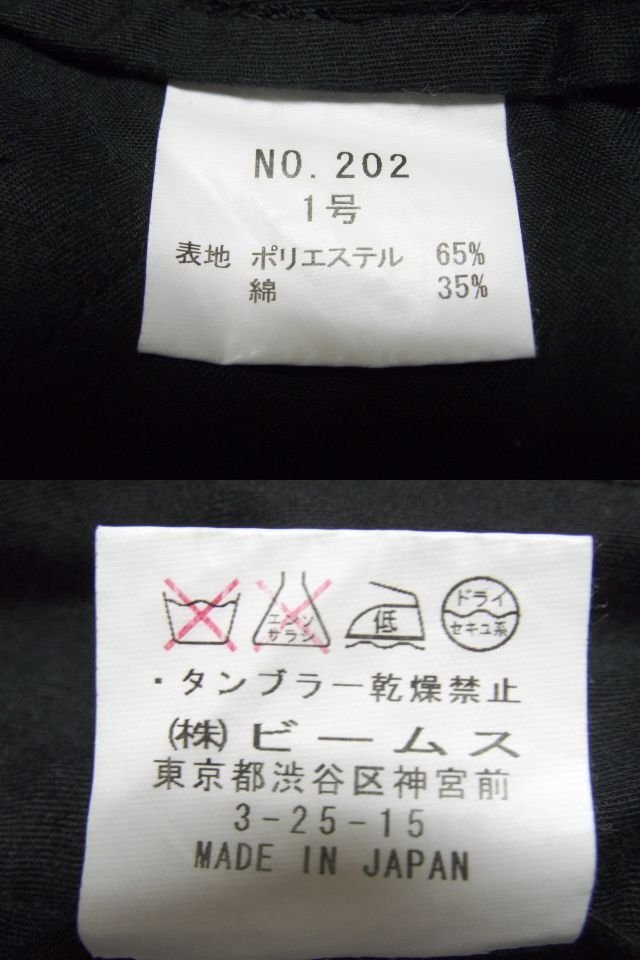 NO. 202
1号
表地 ポリエステル 65%
綿 35%
エンソ
サラシ
低
ドライ
セキユ系
・タンブラー乾燥禁止
(株)ビームス
東京都渋谷区神宮前
3-25-15
MADE IN JAPAN